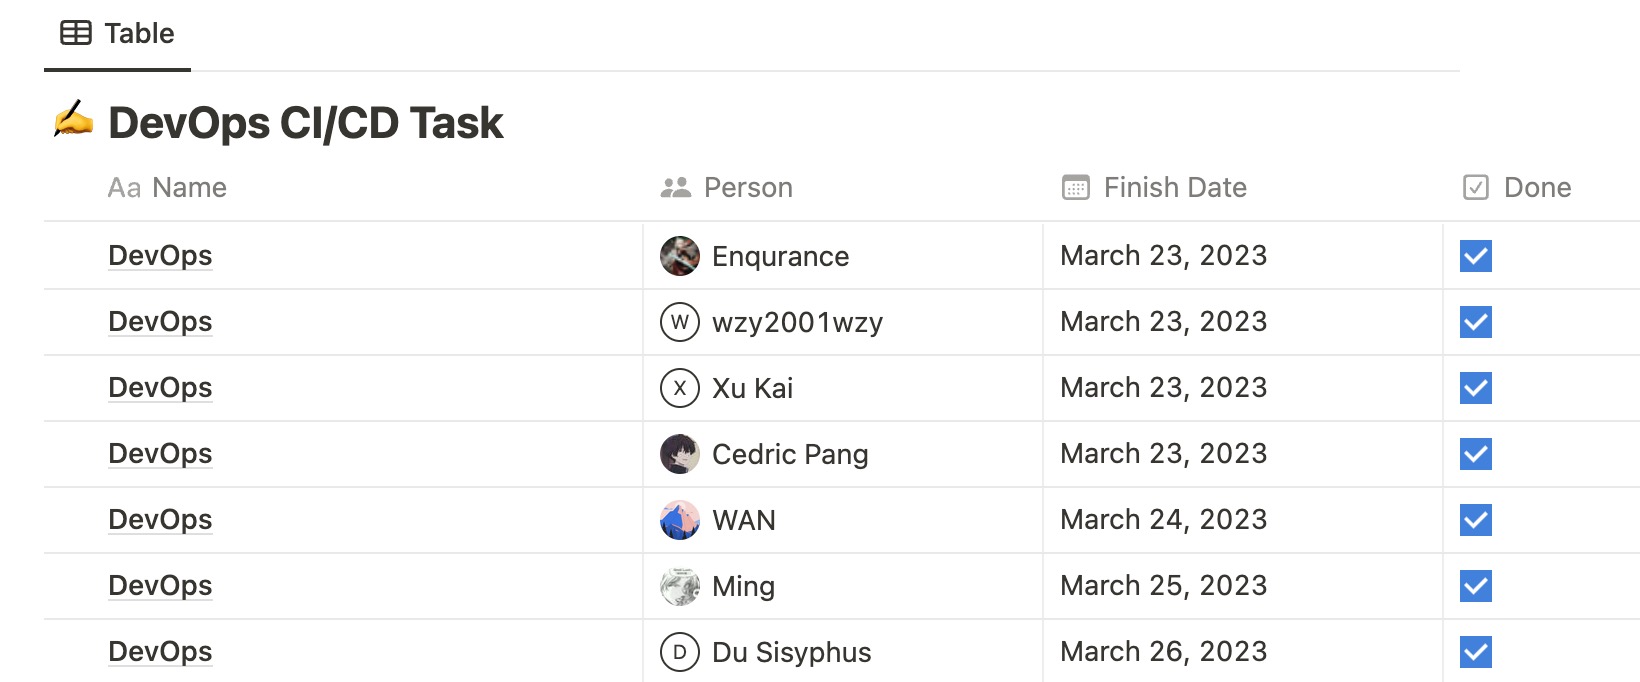 Table
DevOps CI/CD Task
Aa Name Person Finish Date Done
DevOps Enqurance March 23, 2023
DevOps W wzy2001wzy March 23, 2023
DevOps X Xu Kai March 23, 2023
DevOps Cedric Pang March 23, 2023
DevOps WAN March 24, 2023
DevOps Ming March 25, 2023
DevOps D Du Sisyphus March 26, 2023